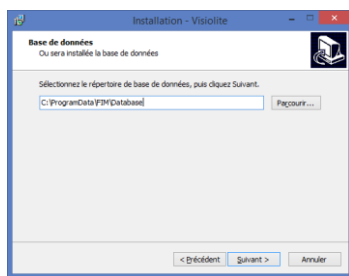 Installation - Visiolite
Base de données
Ou sera installée la base de données
Sélectionnez le répertoire de base de données, puis cliquez Suivant.
C:\ProgramData\FIM\Database
Parcourir...
< Précédent
Suivant >
Annuler